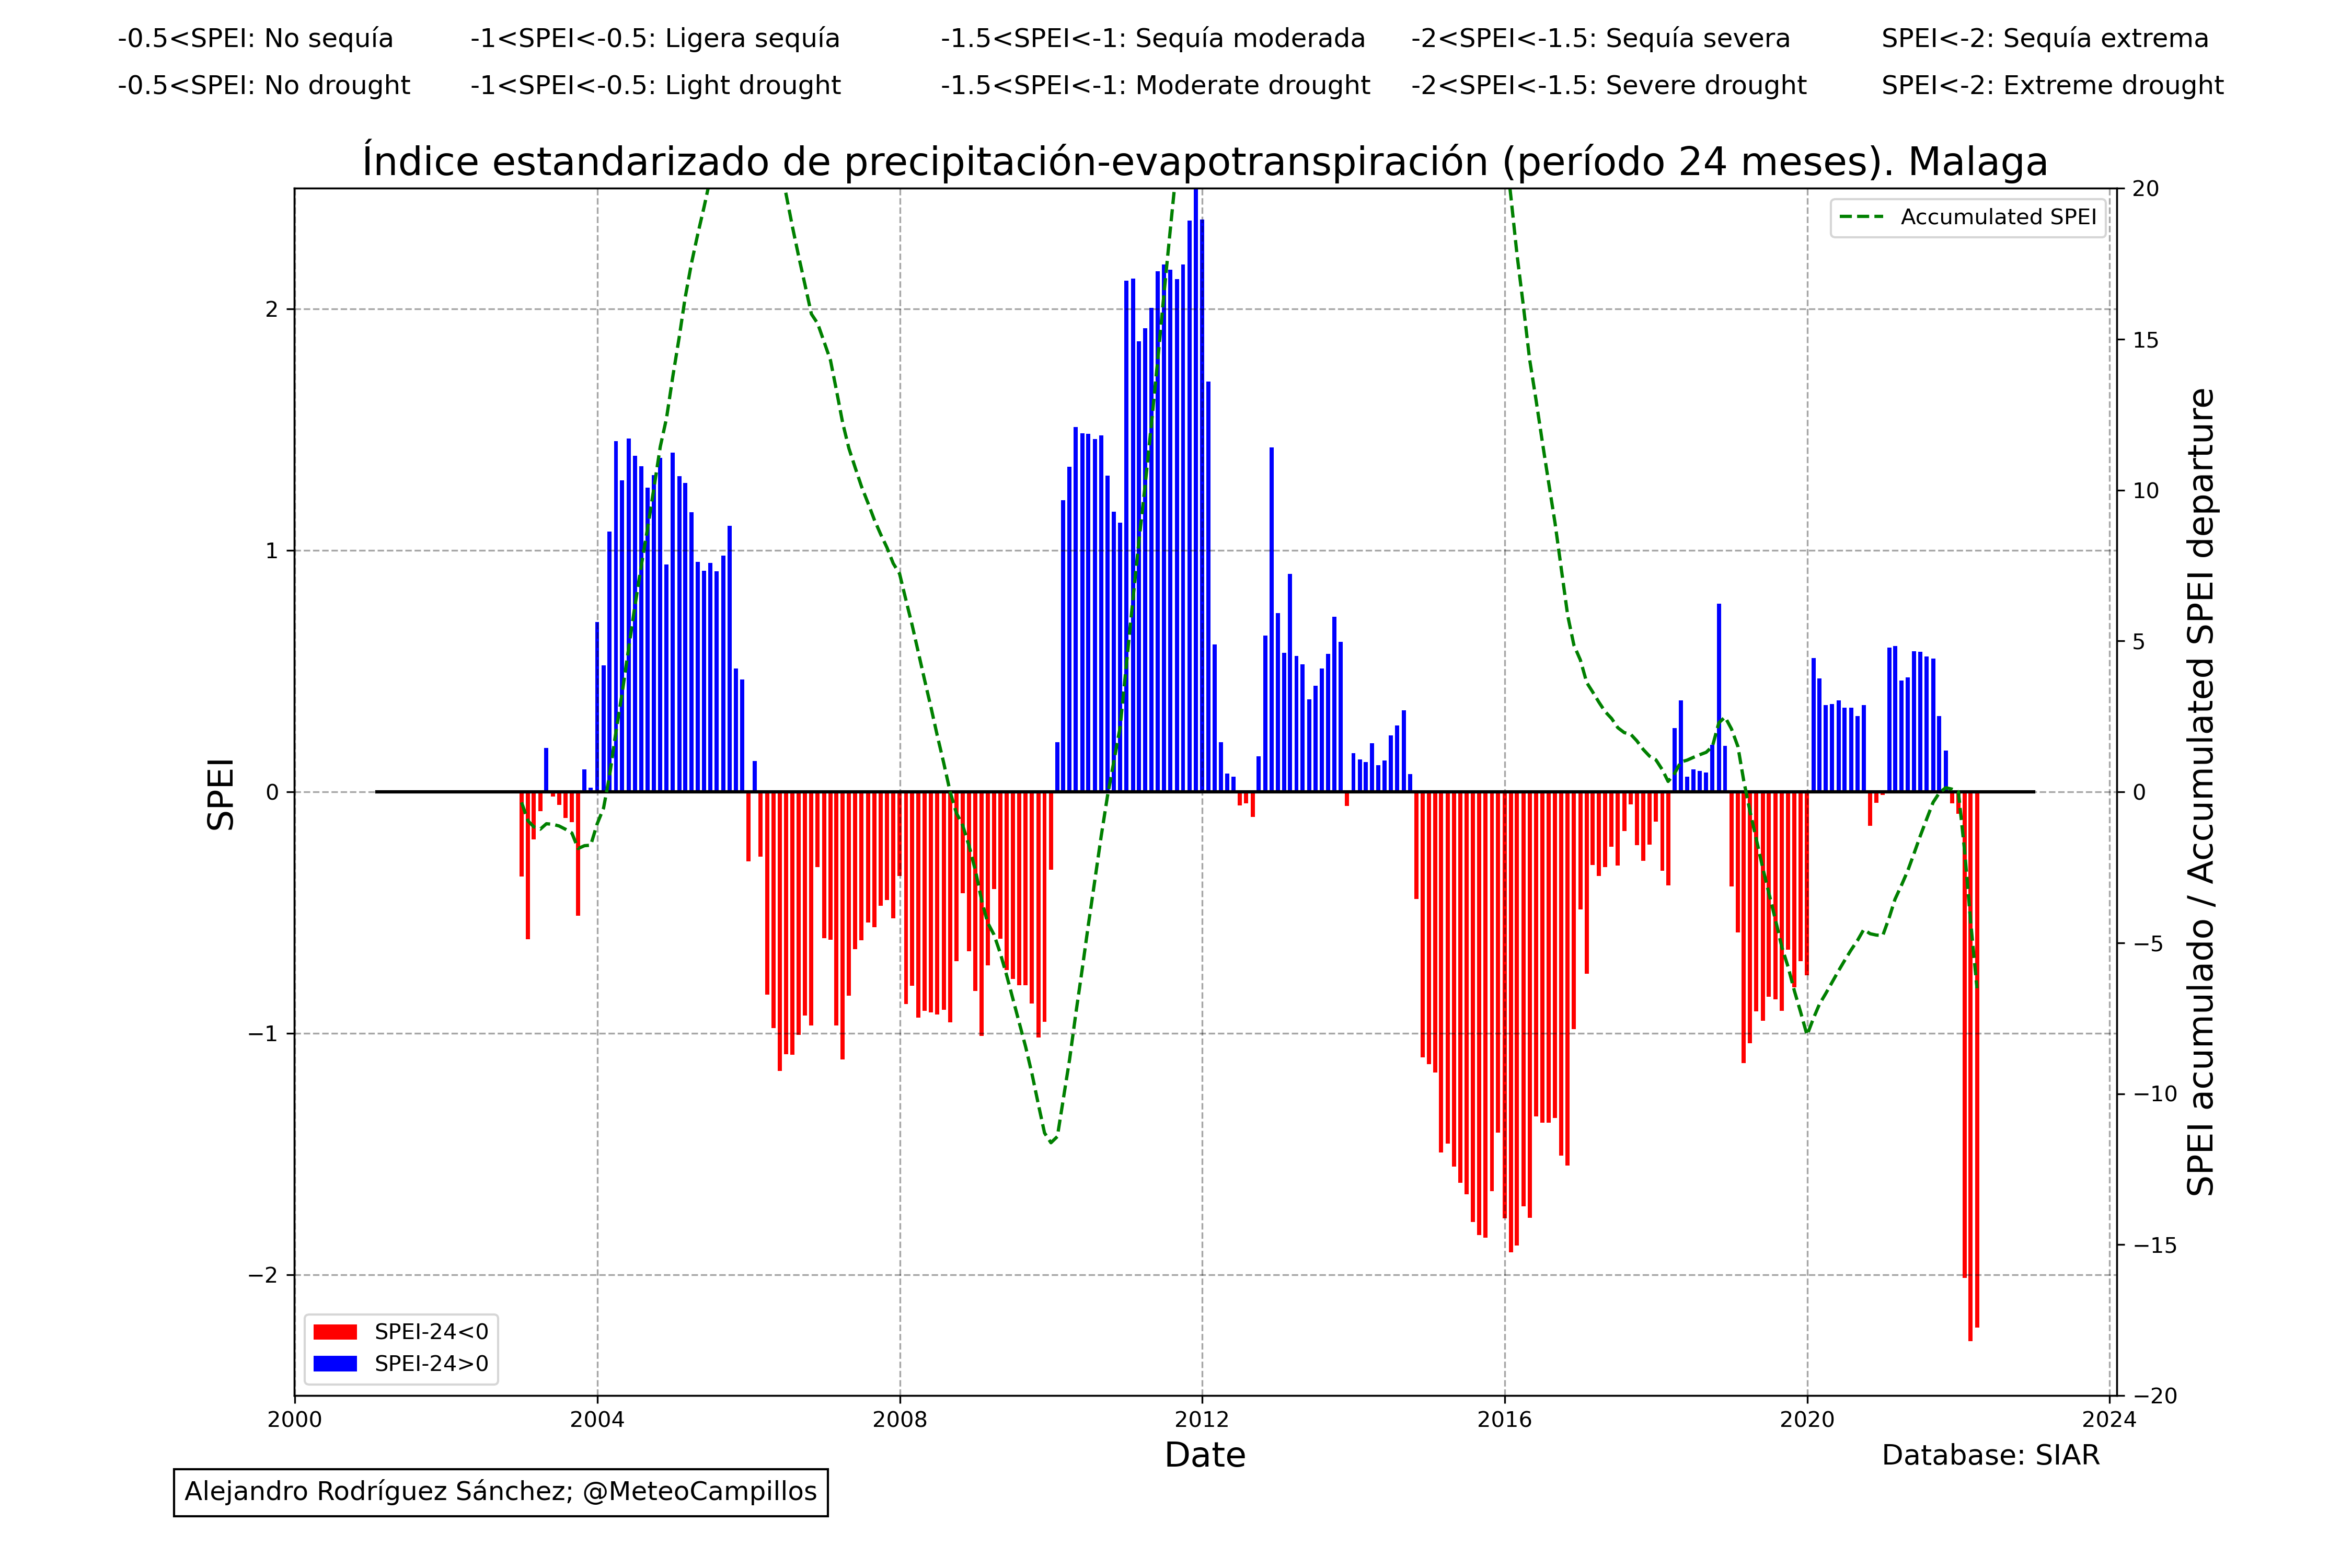 -0.5<SPEI: No sequía -1<SPEI<-0.5: Ligera sequía -1.5<SPEI<-1: Sequía moderada -2<SPEI<-1.5: Sequía severa SPEI<-2: Sequía extrema
-0.5<SPEI: No drought -1<SPEI<-0.5: Light drought -1.5<SPEI<-1: Moderate drought -2<SPEI<-1.5: Severe drought SPEI<-2: Extreme drought
Índice estandarizado de precipitación-evapotranspiración (período 24 meses). Malaga
Accumulated SPEI
SPEI
2
1
0
−1
−2
20
15
10
5
0
−5
−10
−15
−20
SPEI acumulado / Accumulated SPEI departure
SPEI-24<0
SPEI-24>0
2000 2004 2008 2012 2016 2020 2024
Date
Database: SIAR
Alejandro Rodríguez Sánchez; @MeteoCampillos